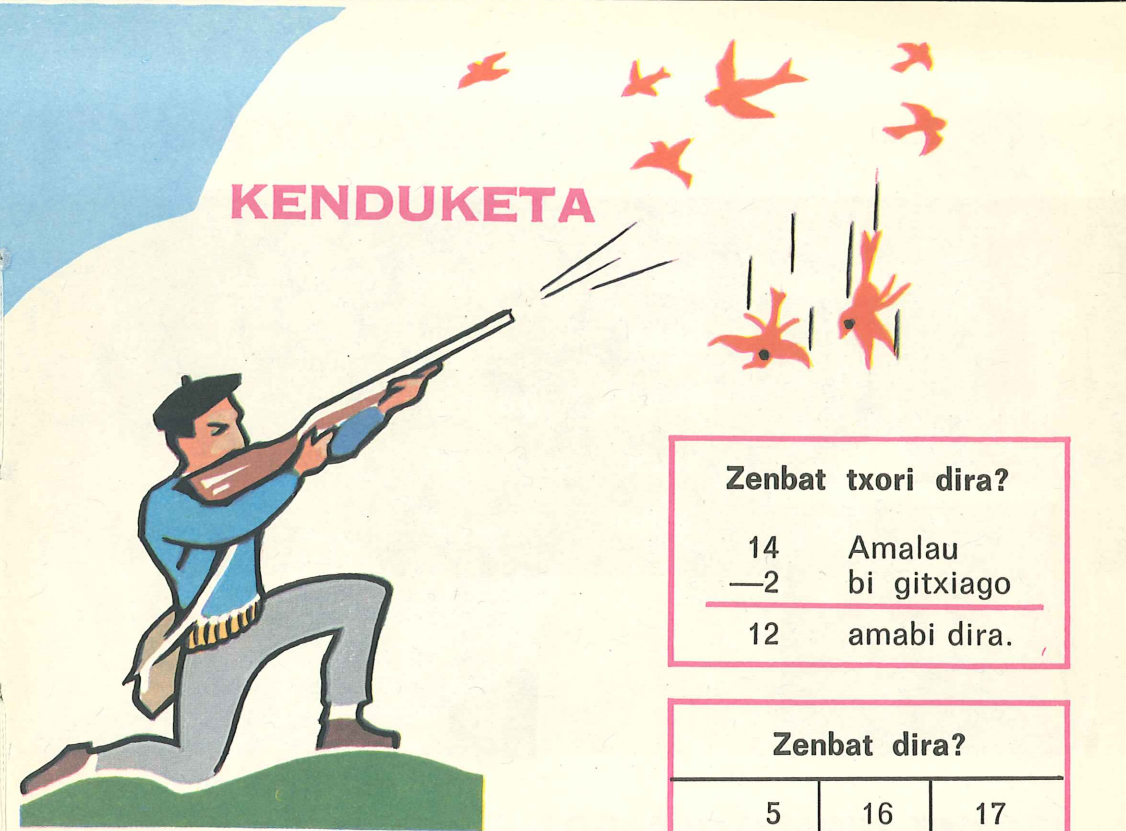 KENDUKETA
Zenbat txori dira?
14 Amalau
—2 bi gitxiago
12 amabi dira.
Zenbat dira?
5 16 17